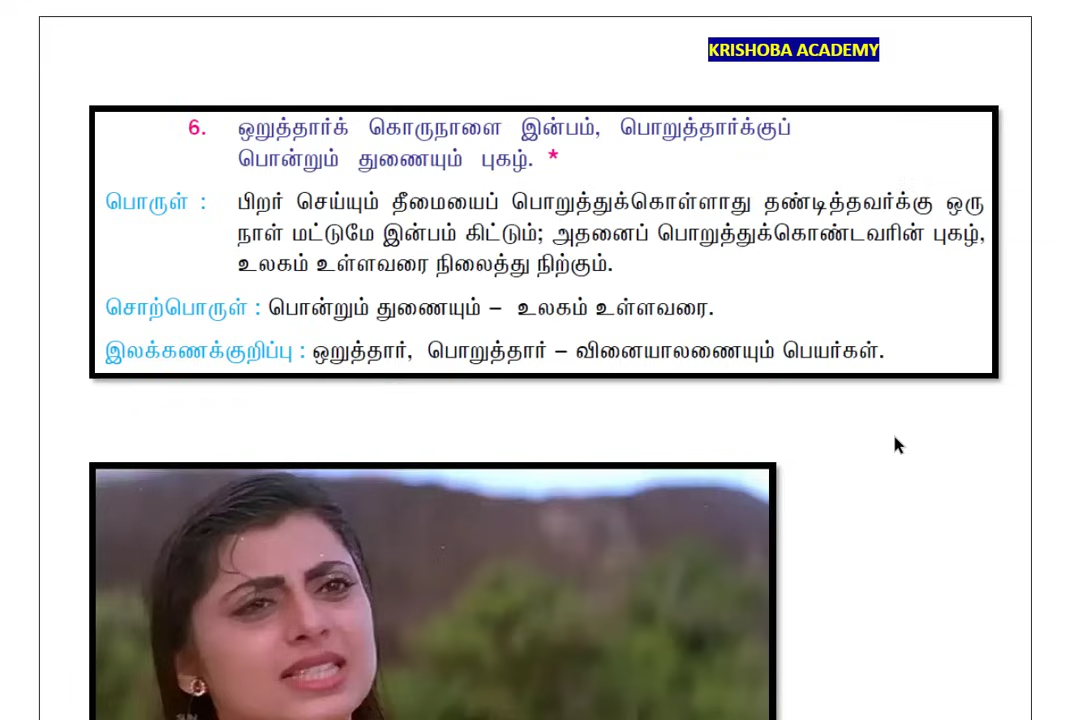 KRISHOBA ACADEMY
6. ஒறுத்தார்க் கொருநாளை இன்பம், பொறுத்தார்க்குப்
பொன்றும் துணையும் புகழ். *
பொருள் : பிறர் செய்யும் தீமையைப் பொறுத்துக்கொள்ளாது தண்டித்தவர்க்கு ஒரு
நாள் மட்டுமே இன்பம் கிட்டும்; அதனைப் பொறுத்துக்கொண்டவரின் புகழ்,
உலகம் உள்ளவரை நிலைத்து நிற்கும்.
சொற்பொருள் : பொன்றும் துணையும் – உலகம் உள்ளவரை.
இலக்கணக்குறிப்பு : ஒறுத்தார், பொறுத்தார் – வினையாலணையும் பெயர்கள்.